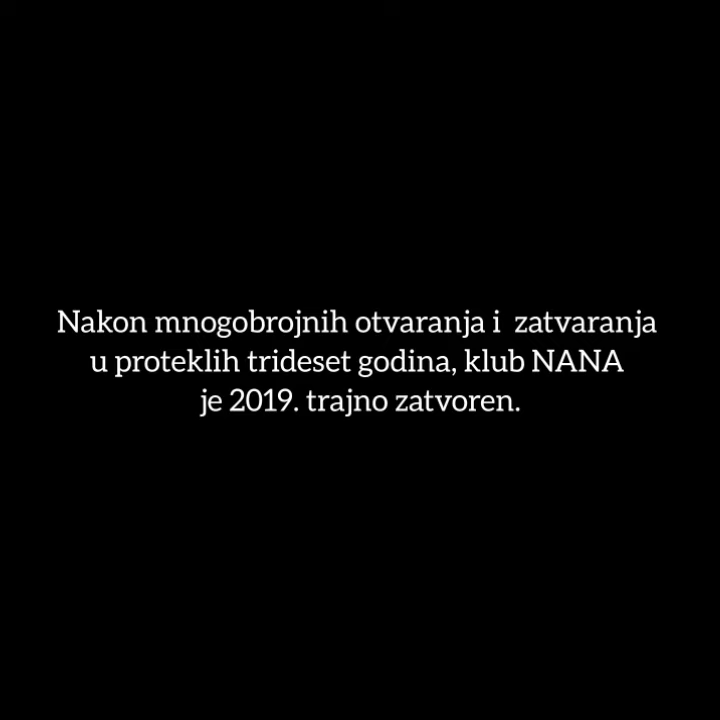 Nakon mnogobrojnih otvaranja i  zatvaranja
u proteklih trideset godina, klub NANA
je 2019. trajno zatvoren.